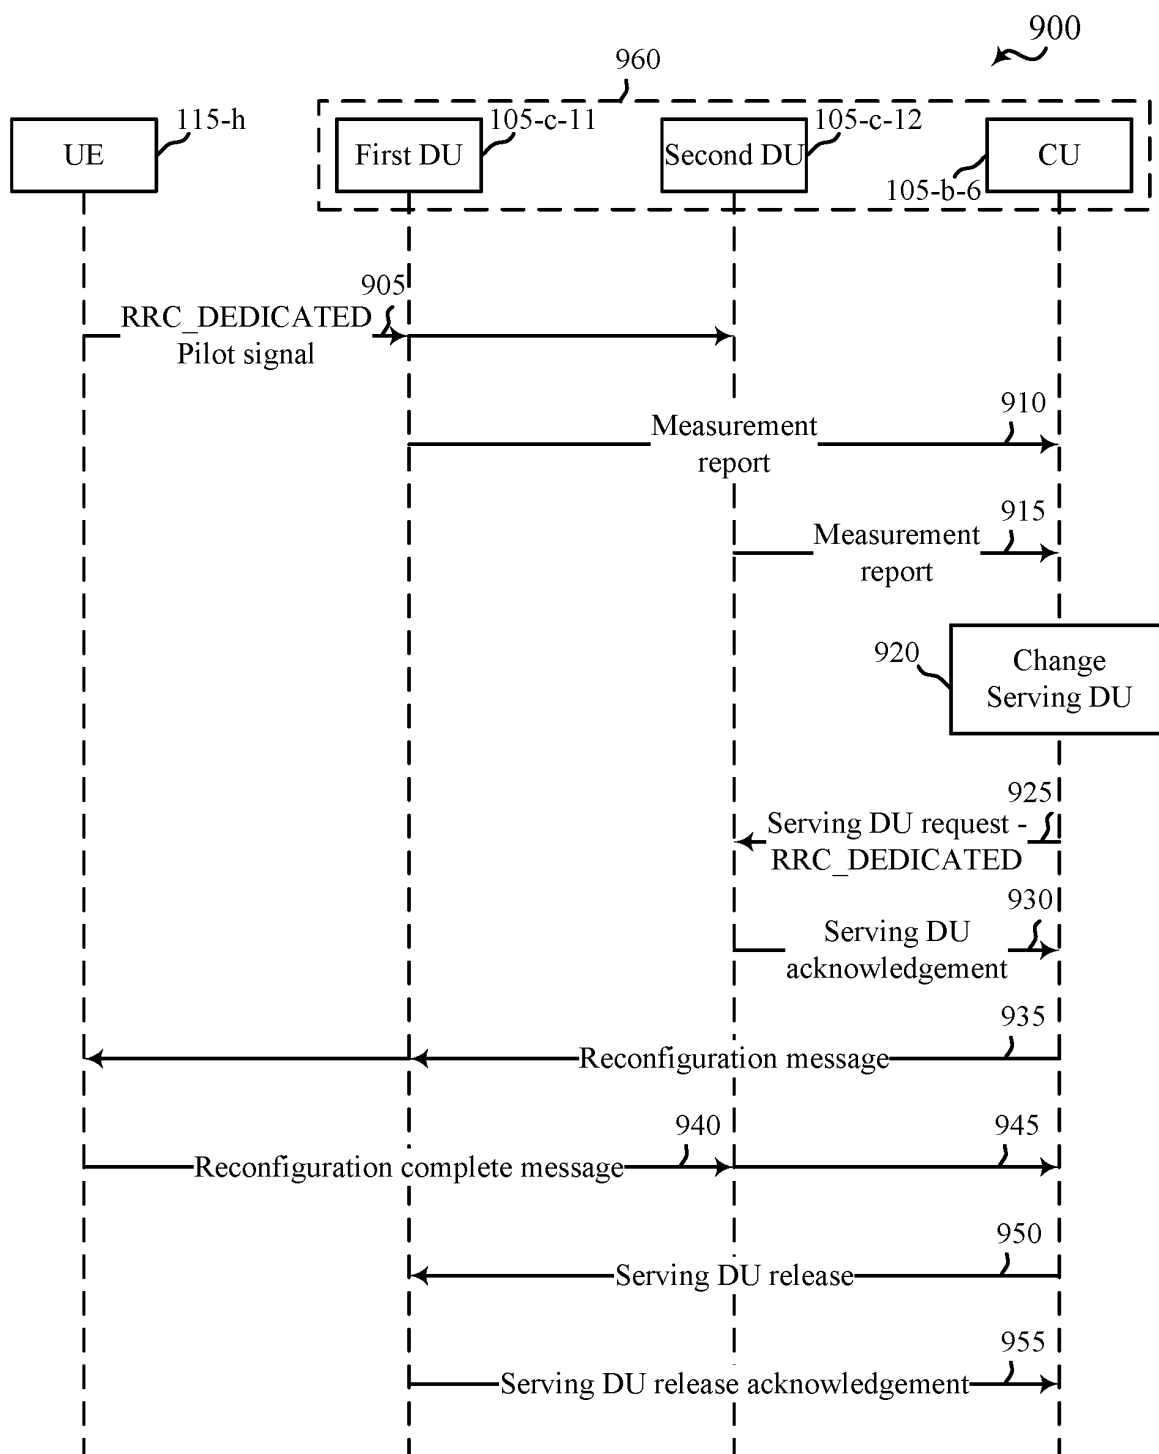 900
960
115-h
105-c-11
105-c-12
UE
First DU
Second DU
CU
105-b-6
905
RRC_DEDICATED
Pilot signal
910
Measurement
report
915
Measurement
report
920
Change
Serving DU
925
Serving DU request -
RRC_DEDICATED
930
Serving DU
acknowledgement
935
Reconfiguration message
940
945
Reconfiguration complete message
950
Serving DU release
955
Serving DU release acknowledgement